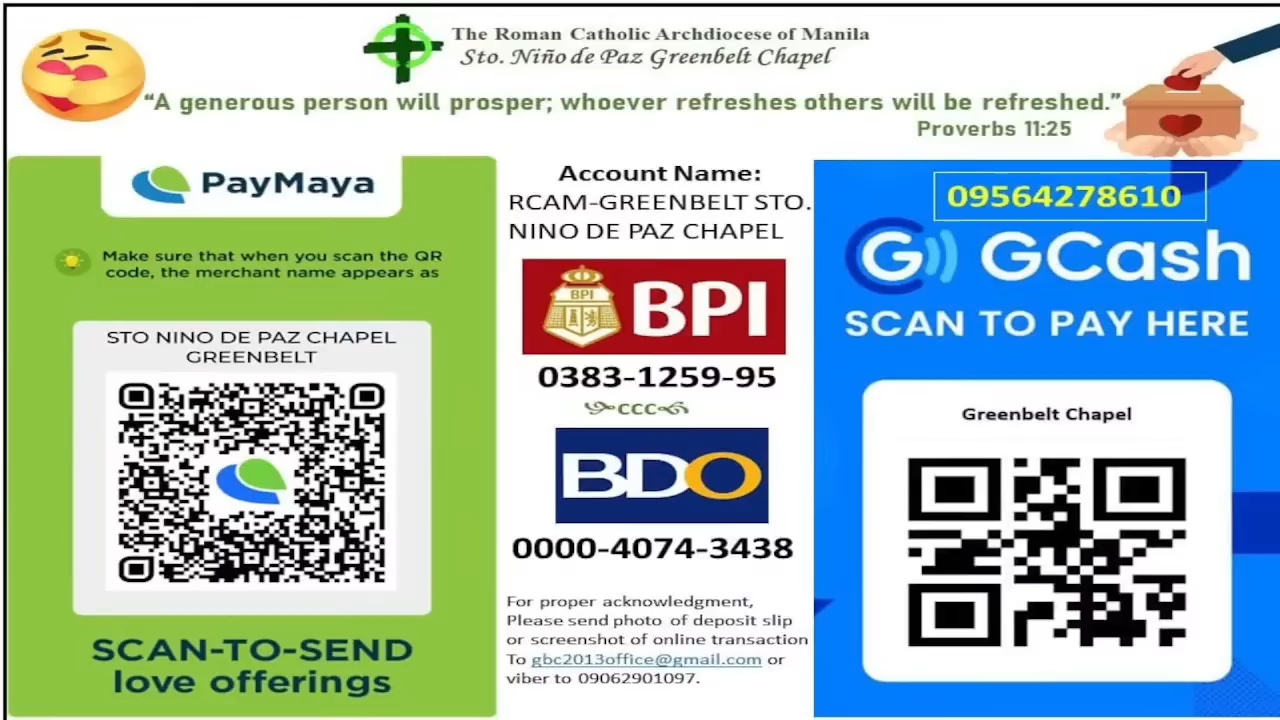 The Roman Catholic Archdiocese of Manila
Sto. Niño de Paz Greenbelt Chapel
“A generous person will prosper; whoever refreshes others will be refreshed.”
Proverbs 11:25
PayMaya
Make sure that when you scan the QR
code, the merchant name appears as
STO NINO DE PAZ CHAPEL
GREENBELT
SCAN-TO-SEND
love offerings
Account Name:
RCAM-GREENBELT STO.
NINO DE PAZ CHAPEL
BPI
BPI
0383-1259-95
ccc
BDO
0000-4074-3438
For proper acknowledgment,
Please send photo of deposit slip
or screenshot of online transaction
To gbc2013office@gmail.com or
viber to 09062901097.
09564278610
G GCash
SCAN TO PAY HERE
Greenbelt Chapel